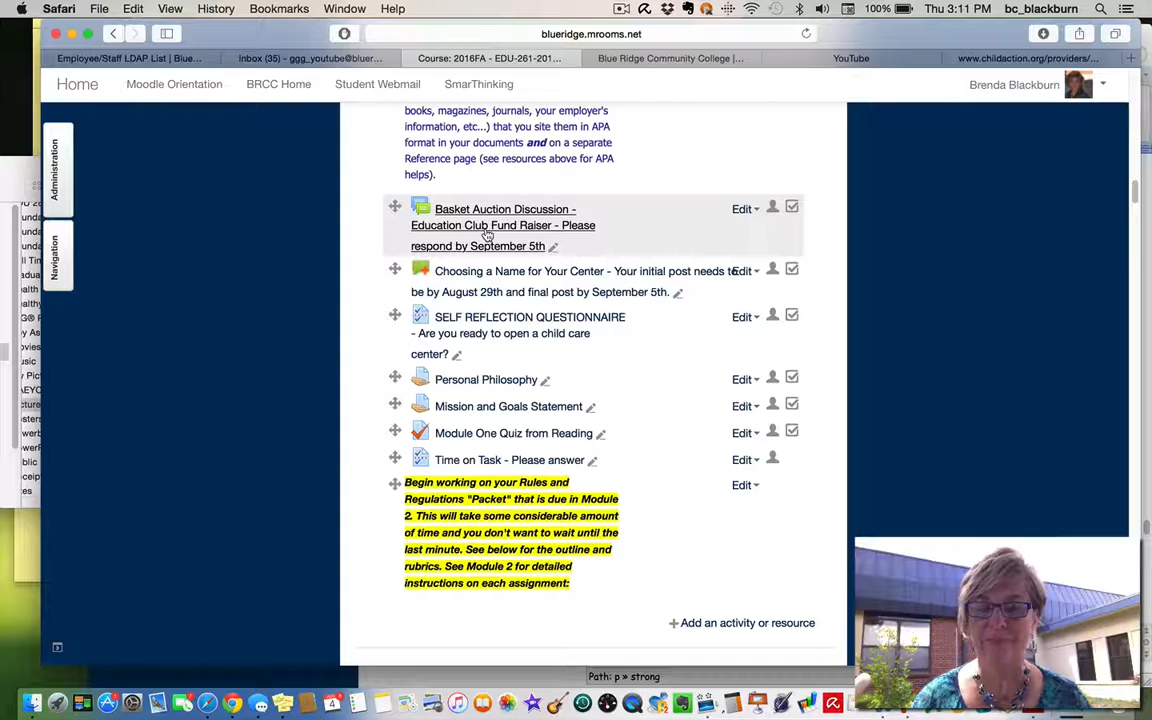 Safari File Edit View History Bookmarks Window Help 100% Thu 3:11 PM bc_blackburn
blueridge.mrooms.net
Employee/Staff LDAP List | Blue... Inbox (35) - ggg_youtube@bluer... Course: 2016FA - EDU-261-201... Blue Ridge Community College |... YouTube www.childaction.org/providers/...
Home Moodle Orientation BRCC Home Student Webmail SmarThinking Brenda Blackburn
Administration
Navigation
books, magazines, journals, your employer's
information, etc...) that you site them in APA
format in your documents and on a separate
Reference page (see resources above for APA
helps).
Basket Auction Discussion - Edit
Education Club Fund Raiser - Please
respond by September 5th
Choosing a Name for Your Center - Your initial post needs to Edit
be by August 29th and final post by September 5th.
SELF REFLECTION QUESTIONNAIRE Edit
- Are you ready to open a child care
center?
Personal Philosophy Edit
Mission and Goals Statement Edit
Module One Quiz from Reading Edit
Time on Task - Please answer Edit
Begin working on your Rules and Edit
Regulations "Packet" that is due in Module
2. This will take some considerable amount
of time and you don't want to wait until the
last minute. See below for the outline and
rubrics. See Module 2 for detailed
instructions on each assignment:
Add an activity or resource
Path: p » strong